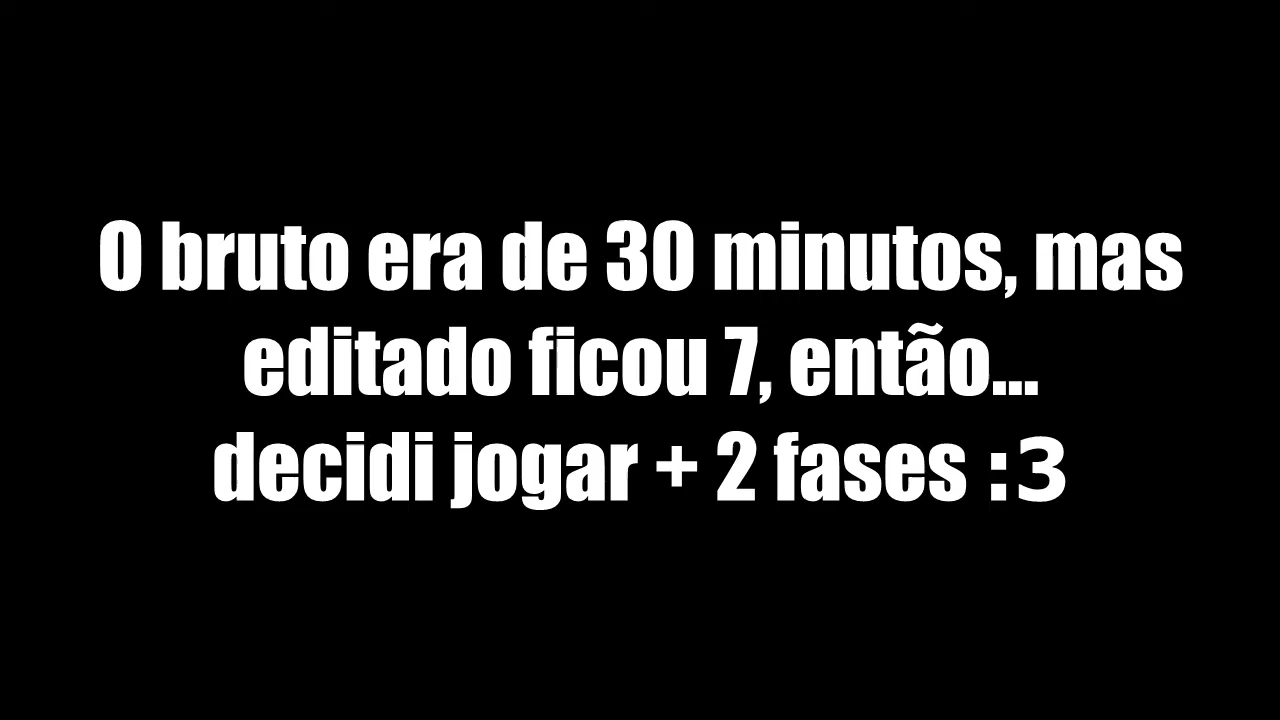 O bruto era de 30 minutos, mas
editado ficou 7, então...
decidi jogar + 2 fases :3